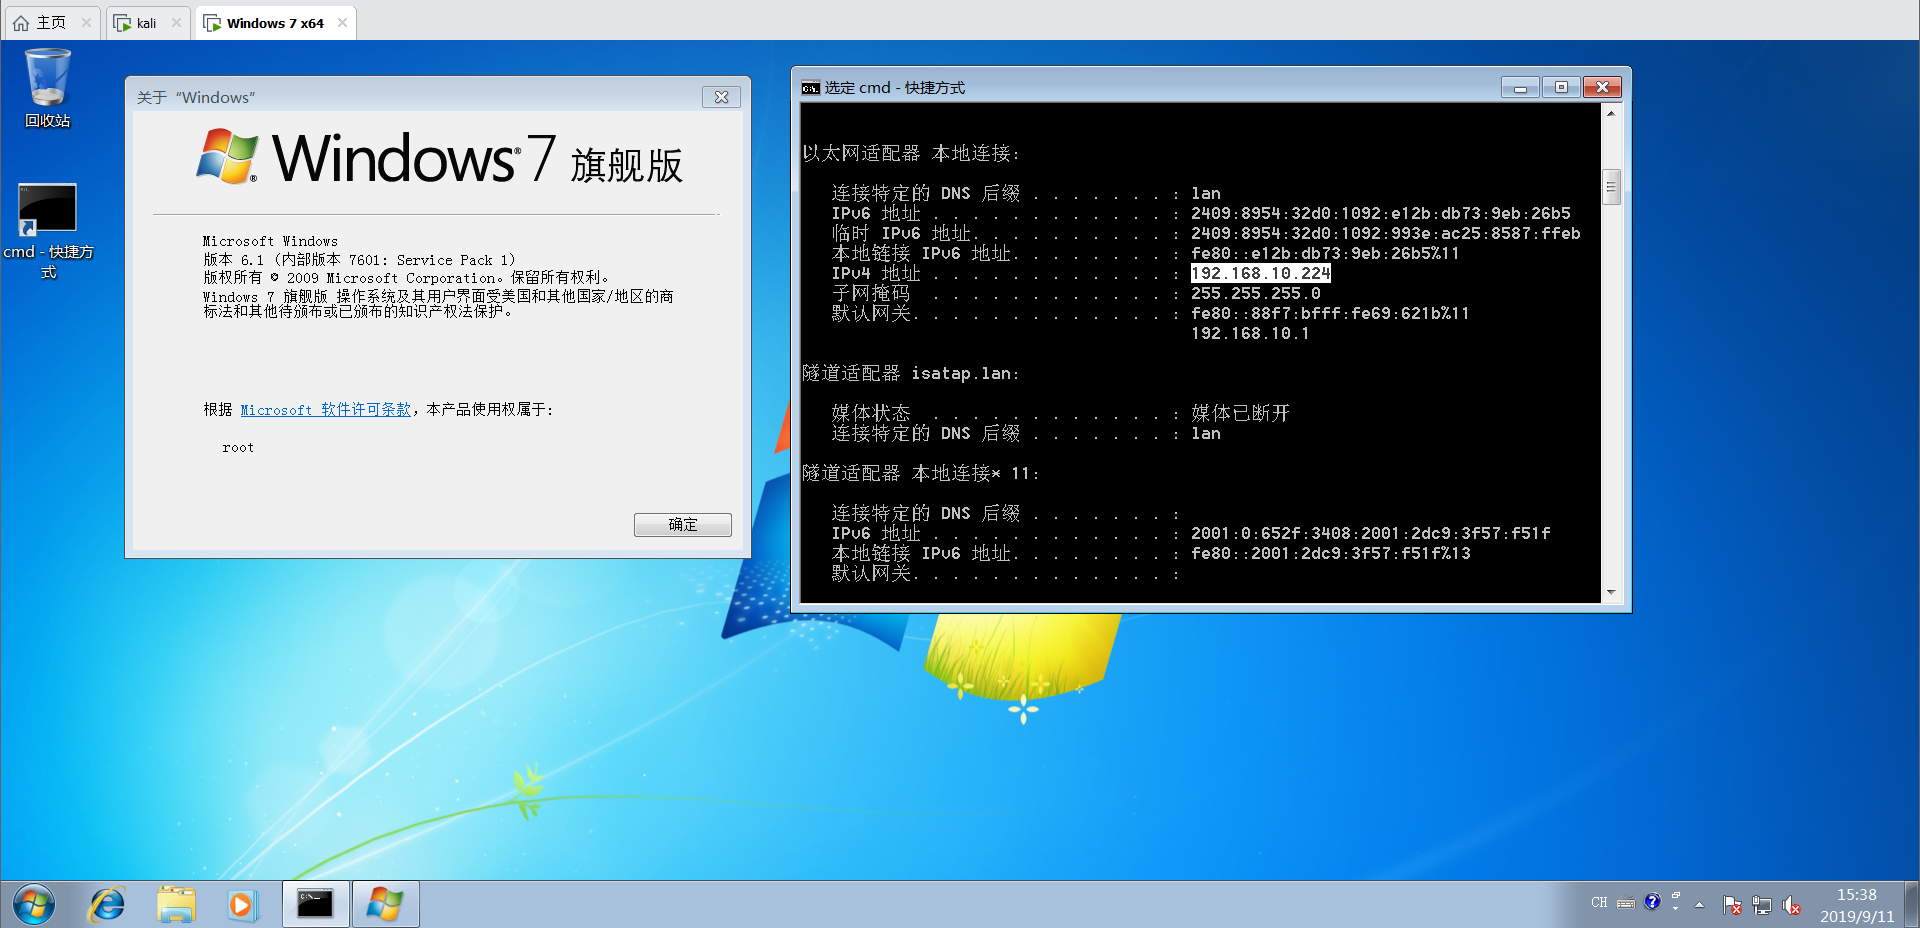 主页
kali
Windows 7 x64
回收站
cmd - 快捷方
式
关于 “Windows”
Windows® 7 旗舰版
Microsoft Windows
版本 6.1 (内部版本 7601: Service Pack 1)
版权所有 © 2009 Microsoft Corporation。保留所有权利。
Windows 7 旗舰版 操作系统及其用户界面受美国和其他国家/地区的商
标法和其他待颁布或已颁布的知识产权法保护。
根据 Microsoft 软件许可条款，本产品使用权属于:
root
确定
选定 cmd - 快捷方式
以太网适配器 本地连接:
连接特定的 DNS 后缀 . . . . . . . : lan
IPv6 地址 . . . . . . . . . . . . : 2409:8954:32d0:1092:e12b:db73:9eb:26b5
临时 IPv6 地址. . . . . . . . . . : 2409:8954:32d0:1092:993e:ac25:8587:ffeb
本地链接 IPv6 地址. . . . . . . . : fe80::e12b:db73:9eb:26b5%11
IPv4 地址 . . . . . . . . . . . . : 192.168.10.224
子网掩码  . . . . . . . . . . . . : 255.255.255.0
默认网关. . . . . . . . . . . . . : fe80::88f7:bfff:fe69:621b%11
192.168.10.1
隧道适配器 isatap.lan:
媒体状态  . . . . . . . . . . . . : 媒体已断开
连接特定的 DNS 后缀 . . . . . . . : lan
隧道适配器 本地连接* 11:
连接特定的 DNS 后缀 . . . . . . . :
IPv6 地址 . . . . . . . . . . . . : 2001:0:652f:3408:2001:2dc9:3f57:f51f
本地链接 IPv6 地址. . . . . . . . : fe80::2001:2dc9:3f57:f51f%13
默认网关. . . . . . . . . . . . . :
CH
15:38
2019/9/11